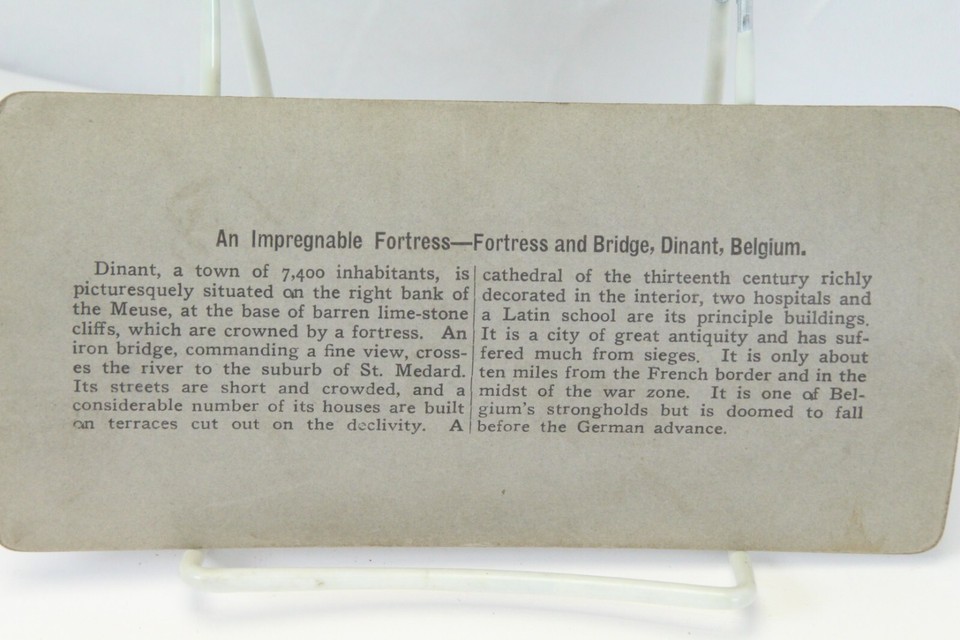 An Impregnable Fortress—Fortress and Bridge, Dinant, Belgium.
Dinant, a town of 7,400 inhabitants, is
picturesquely situated on the right bank of
the Meuse, at the base of barren lime-stone
cliffs, which are crowned by a fortress. An
iron bridge, commanding a fine view, cross-
es the river to the suburb of St. Medard.
Its streets are short and crowded, and a
considerable number of its houses are built
on terraces cut out on the declivity. A
cathedral of the thirteenth century richly
decorated in the interior, two hospitals and
a Latin school are its principle buildings.
It is a city of great antiquity and has suf-
fered much from sieges. It is only about
ten miles from the French border and in the
midst of the war zone. It is one of Bel-
gium's strongholds but is doomed to fall
before the German advance.